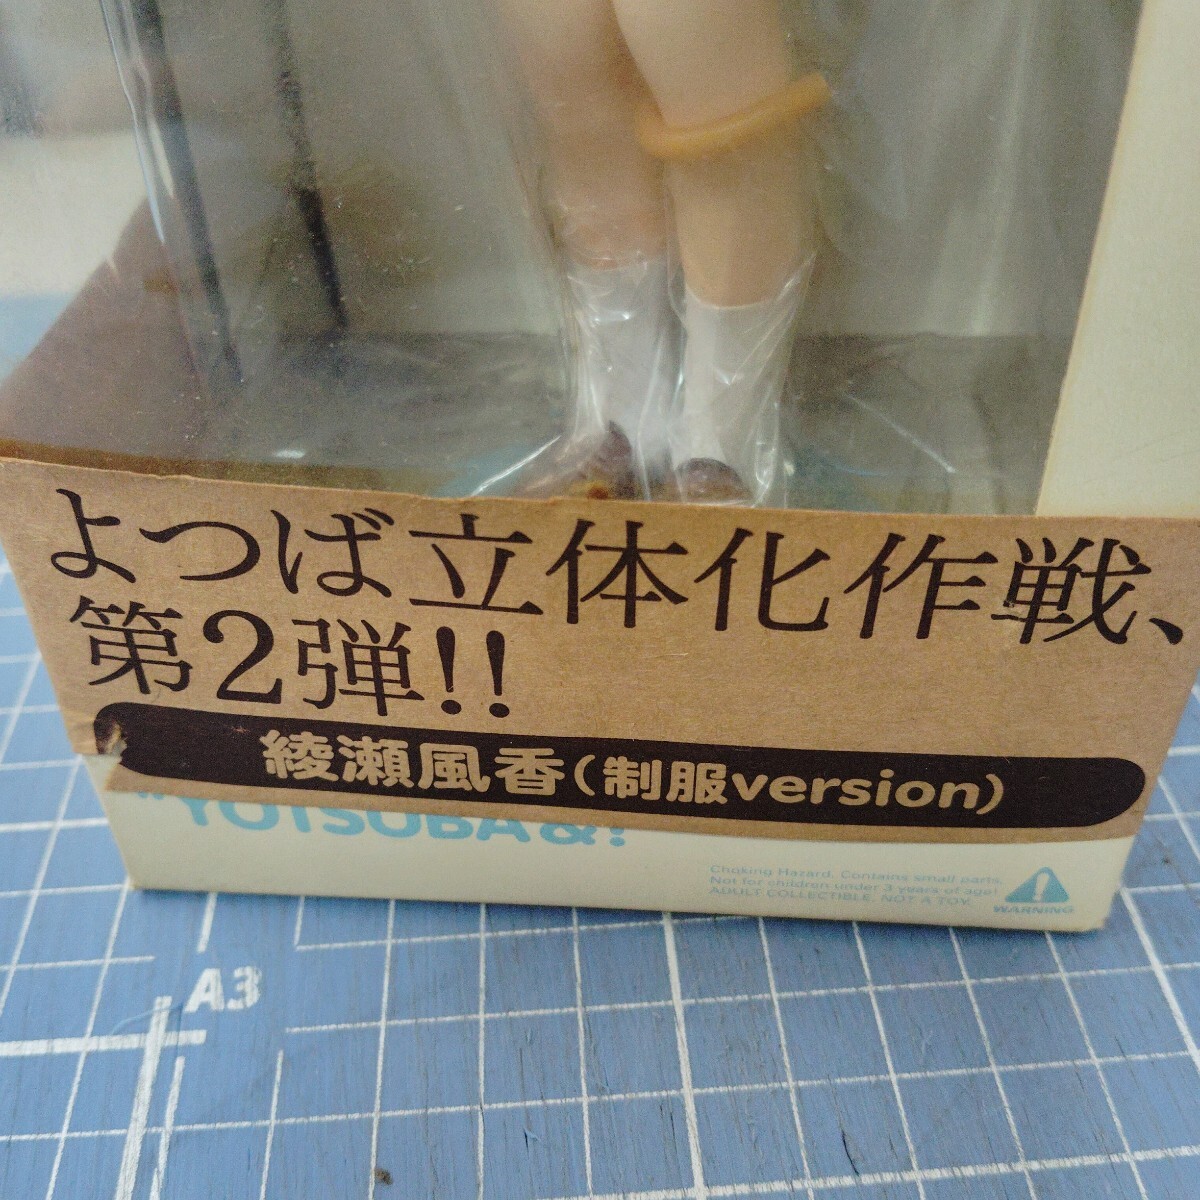 よつば立体化作戦、
第2弾!!
綾瀬風香(制服version)
"YOTSUBA&!
Choking Hazard. Contains small parts.
Not for children under 3 years of age!
ADULT COLLECTIBLE. NOT A TOY.
WARNING
A3